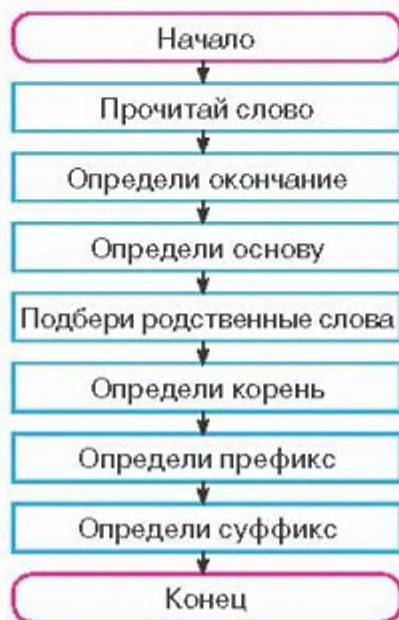 Начало
Прочитай слово
Определи окончание
Определи основу
Подбери родственные слова
Определи корень
Определи префикс
Определи суффикс
Конец